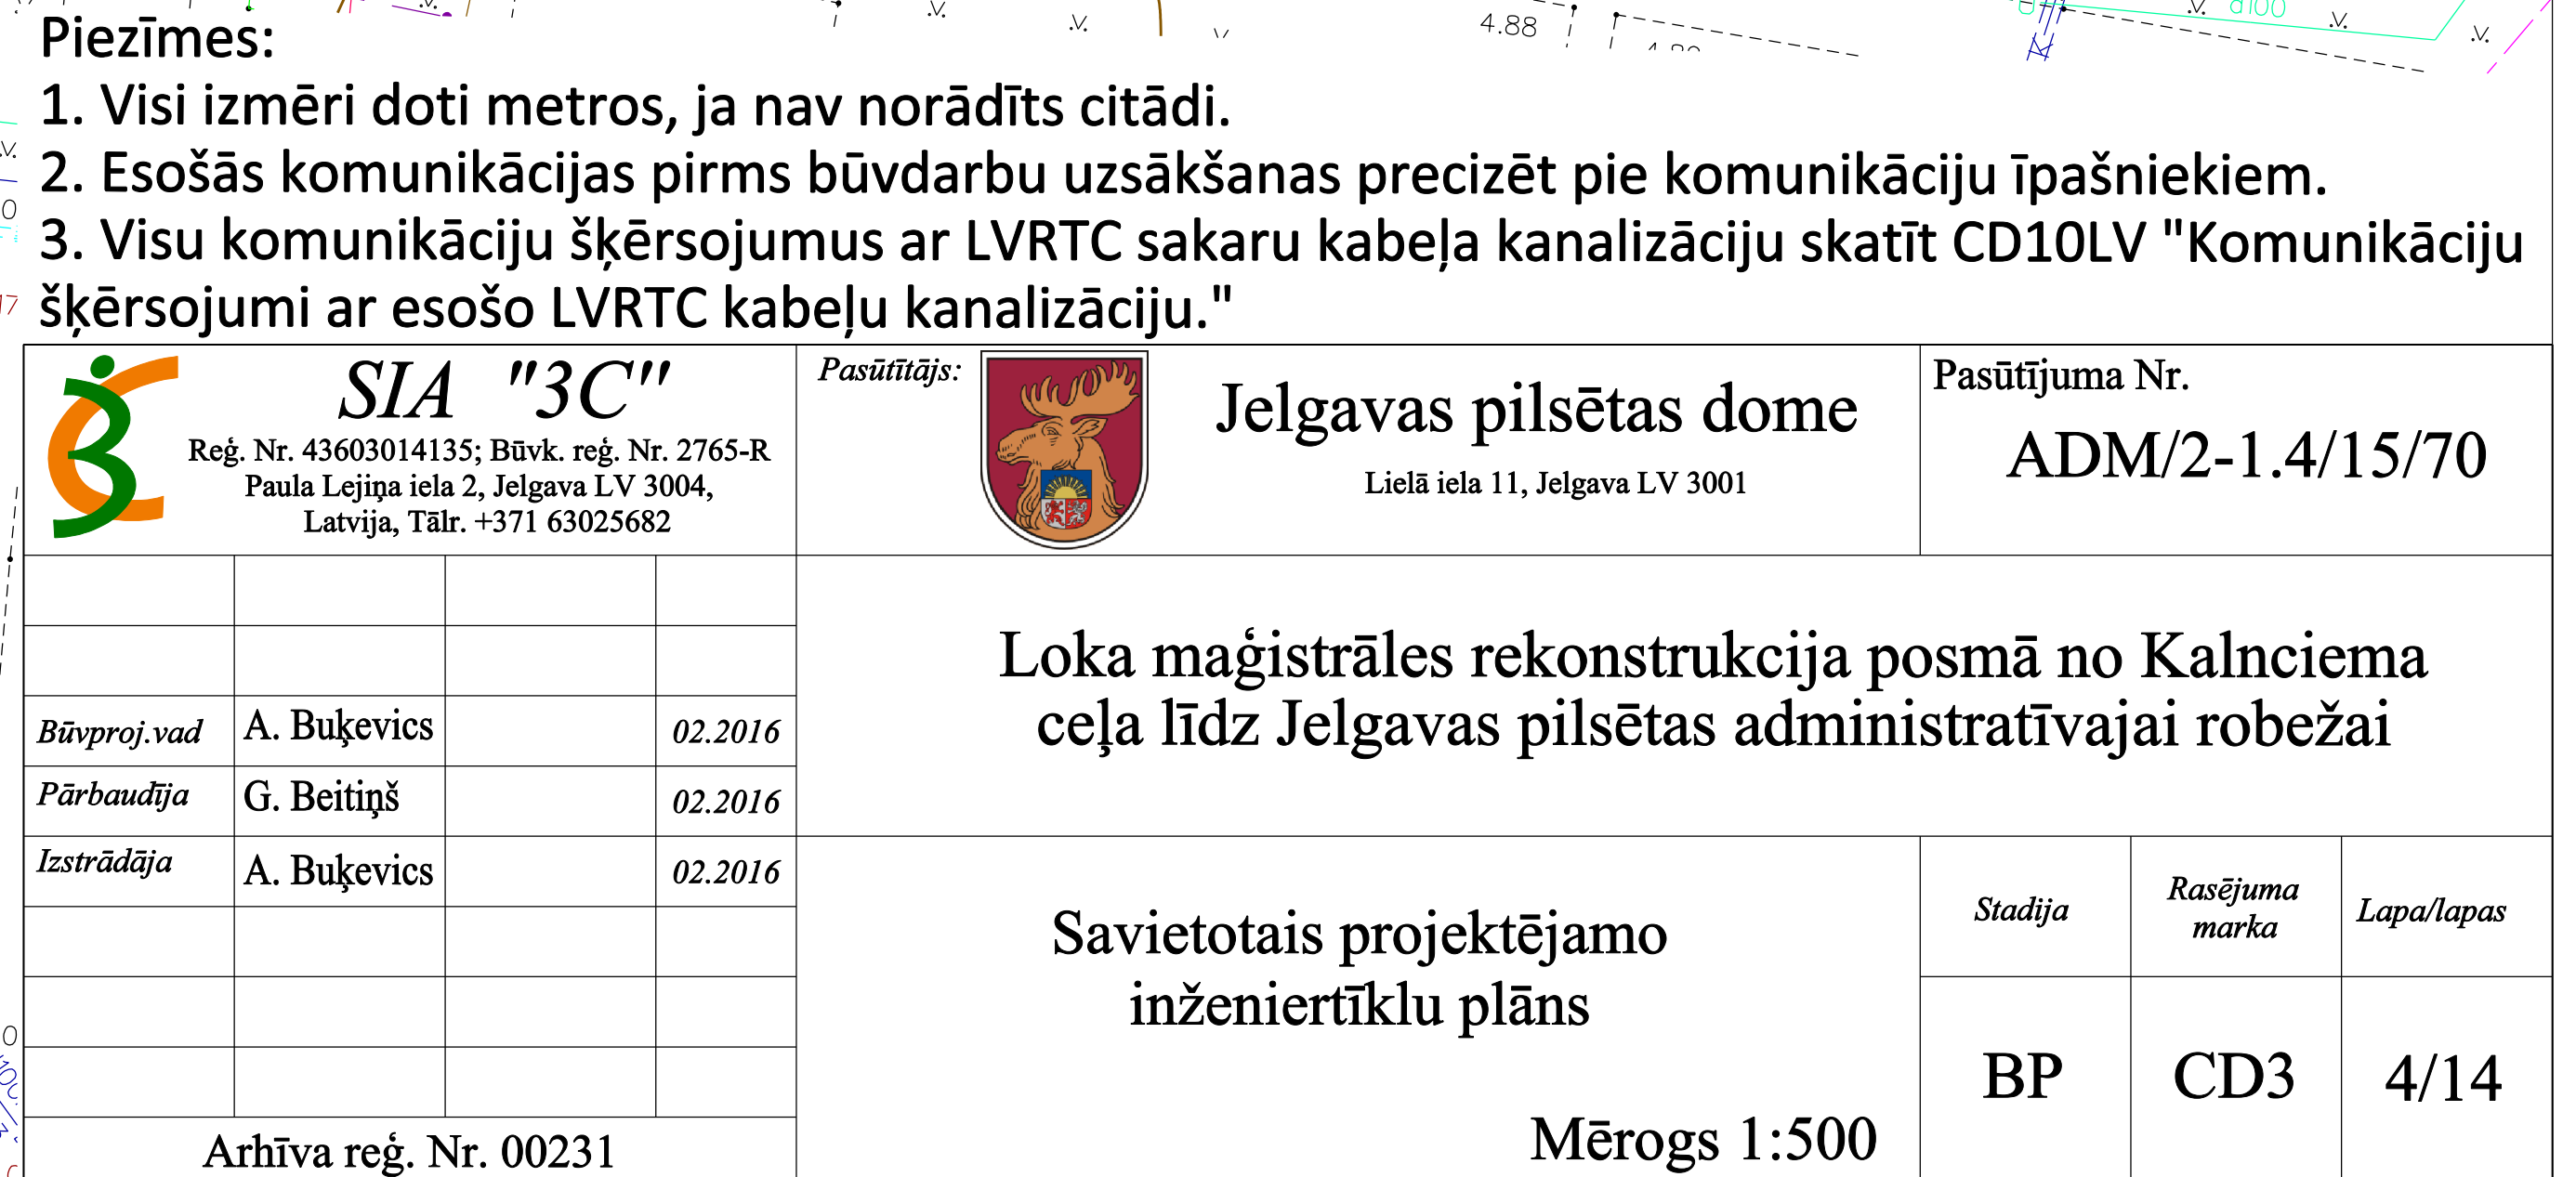 4.88
d100
Piezīmes:
1. Visi izmēri doti metros, ja nav norādīts citādi.
2. Esošās komunikācijas pirms būvdarbu uzsākšanas precizēt pie komunikāciju īpašniekiem.
3. Visu komunikāciju šķērsojumus ar LVRTC sakaru kabeļa kanalizāciju skatīt CD10LV "Komunikāciju
šķērsojumi ar esošo LVRTC kabeļu kanalizāciju."
SIA "3C"
Reģ. Nr. 43603014135; Būvk. reģ. Nr. 2765-R
Paula Lejiņa iela 2, Jelgava LV 3004,
Latvija, Tālr. +371 63025682
Pasūtītājs:
Jelgavas pilsētas dome
Lielā iela 11, Jelgava LV 3001
Pasūtījuma Nr.
ADM/2-1.4/15/70
Būvproj.vad A. Buķevics 02.2016
Pārbaudīja G. Beitiņš 02.2016
Izstrādāja A. Buķevics 02.2016
Arhīva reģ. Nr. 00231
Loka maģistrāles rekonstrukcija posmā no Kalnciema
ceļa līdz Jelgavas pilsētas administratīvajai robežai
Savietotais projektējamo
inženiertīklu plāns
Mērogs 1:500
Stadija
Rasējuma
marka
Lapa/lapas
BP
CD3
4/14